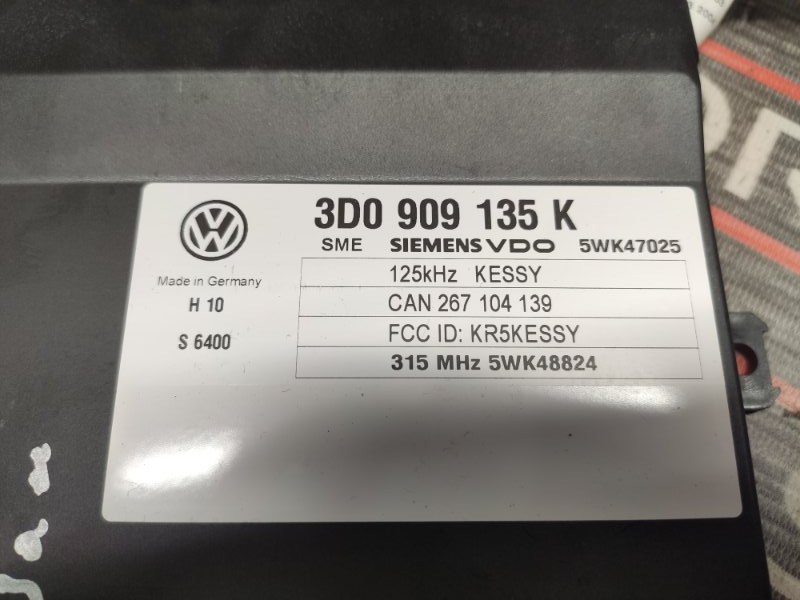 3D0 909 135 K
SME SIEMENS VDO 5WK47025
Made in Germany
125kHz KESSY
H 10
CAN 267 104 139
S 6400
FCC ID: KR5KESSY
315 MHz 5WK48824